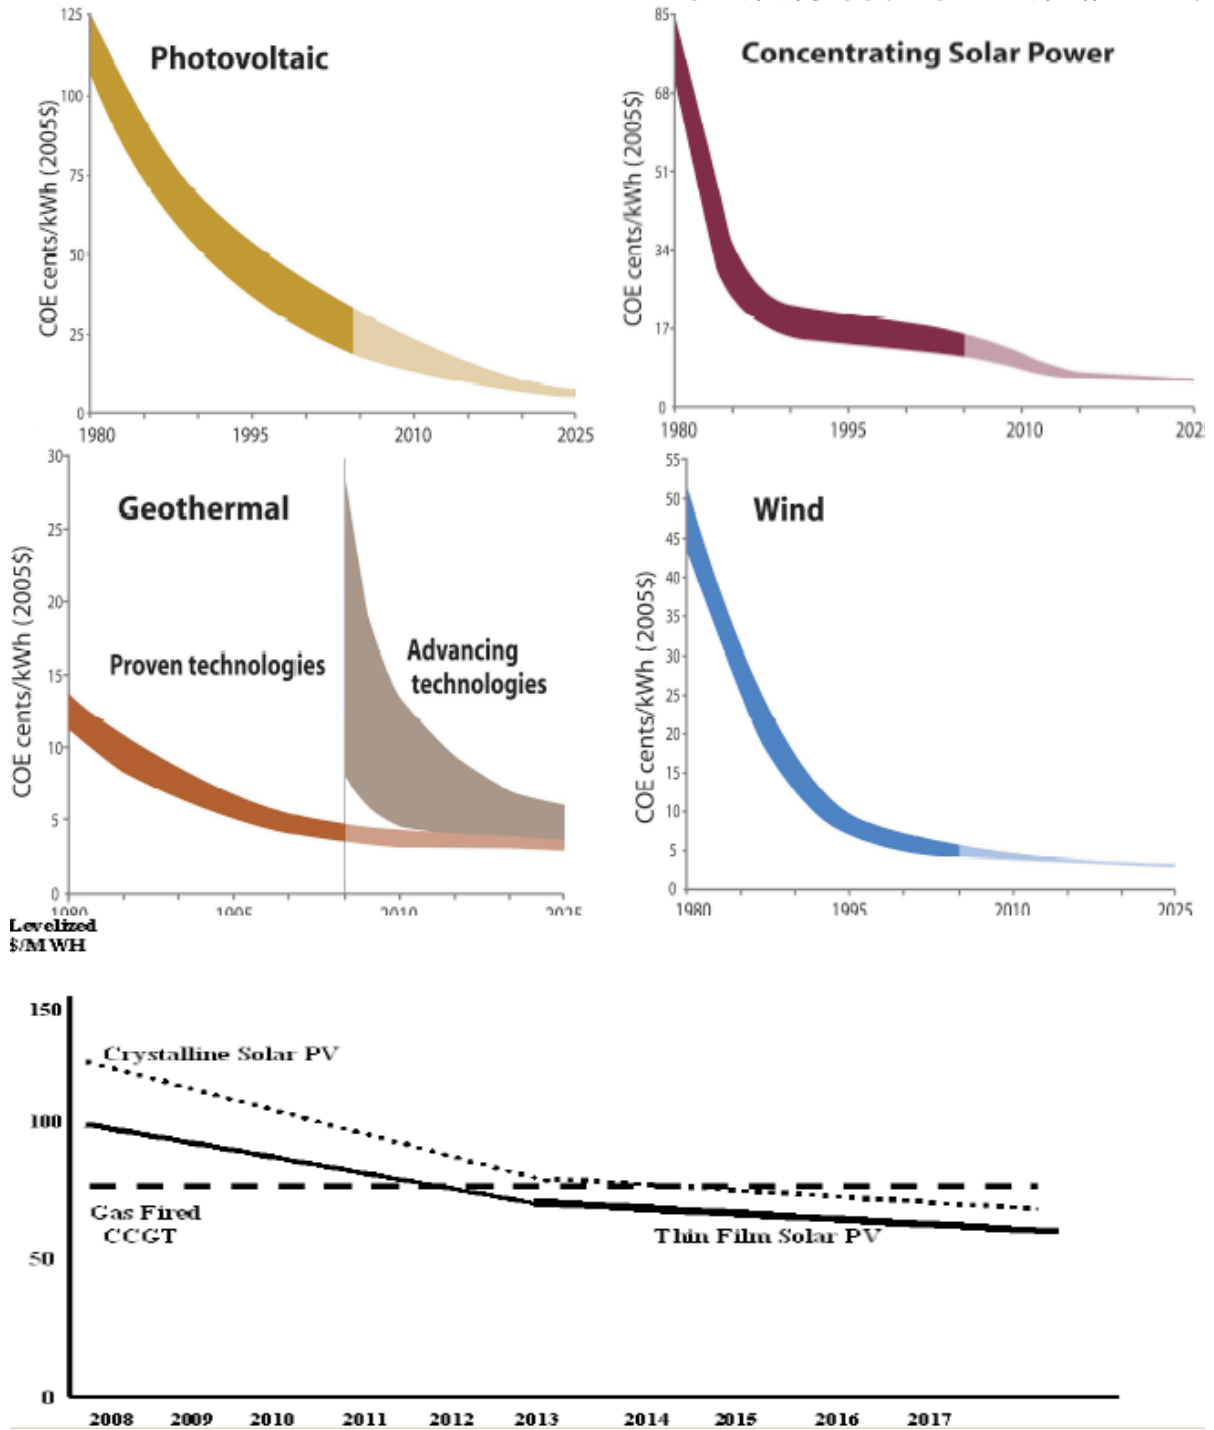 125
100
75
50
25
0
COE cents/kWh (2005$)
Photovoltaic
1980
1995
2010
2025
85
68
51
34
17
0
COE cents/kWh (2005$)
Concentrating Solar Power
1980
1995
2010
30
25
20
15
10
5
0
COE cents/kWh (2005$)
Geothermal
Proven technologies
Advancing
technologies
1980
1995
2010
2025
55
50
45
40
35
30
25
20
15
10
5
0
COE cents/kWh (2005$)
Wind
1980
1995
2010
2025
Levelized
$/MWH
150
100
50
0
Crystalline Solar PV
Gas Fired
CCGT
Thin Film Solar PV
2008 2009 2010 2011 2012 2013 2014 2015 2016 2017